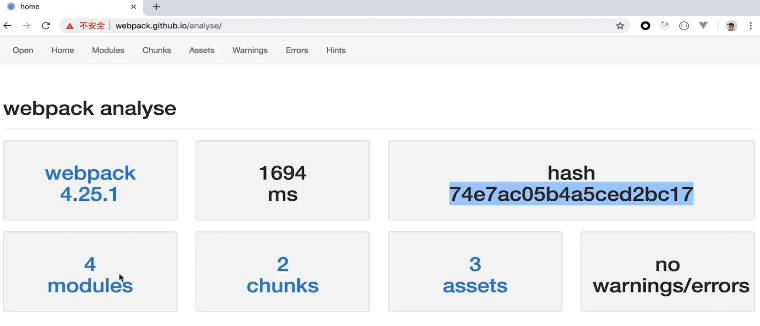 home
不安全 webpack.github.io/analyse/
Open Home Modules Chunks Assets Warnings Errors Hints
webpack analyse
webpack
4.25.1
1694
ms
hash
74e7ac05b4a5ced2bc17
4
modules
2
chunks
3
assets
no
warnings/errors